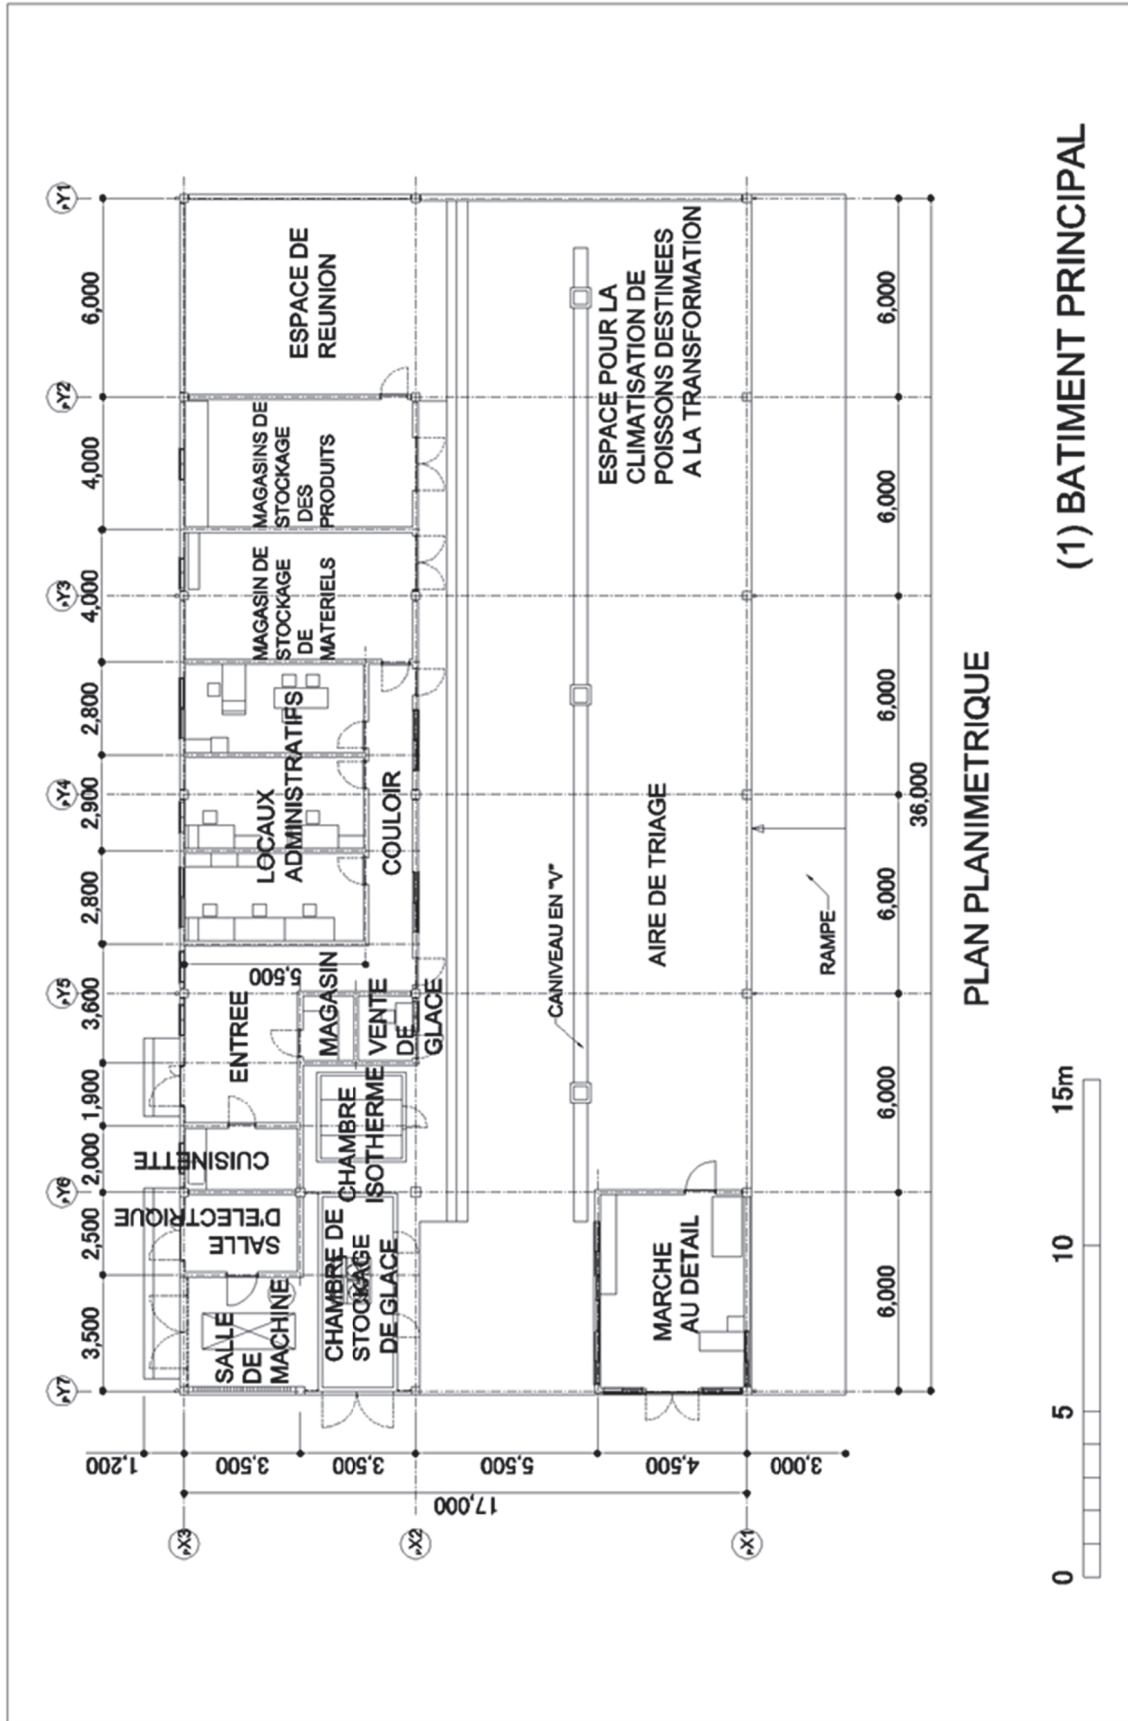 Y7 Y6 Y5 Y4 Y3 Y2 Y1
3,500 2,500 2,000 1,900 3,600 2,800 2,900 2,800 4,000 4,000 6,000
X3
X2
X1
1,200
3,500
3,500
5,500
4,500
3,000
17,000
SALLE
DE
MACHINE
SALLE
D'ELECTRIQUE
CUISINETTE
ENTREE
5,500
LOCAUX
ADMINISTRATIFS
MAGASIN DE
STOCKAGE
DE
MATERIELS
MAGASINS DE
STOCKAGE
DES
PRODUITS
ESPACE DE
REUNION
CHAMBRE DE
STOCKAGE
DE GLACE
CHAMBRE
ISOTHERME
MAGASIN
VENTE
DE
GLACE
COULOIR
CANIVEAU EN "V"
ESPACE POUR LA
CLIMATISATION DE
POISSONS DESTINEES
A LA TRANSFORMATION
MARCHE
AU DETAIL
AIRE DE TRIAGE
RAMPE
6,000 6,000 6,000 6,000 6,000 6,000
36,000
PLAN PLANIMETRIQUE
0 5 10 15m
(1) BATIMENT PRINCIPAL